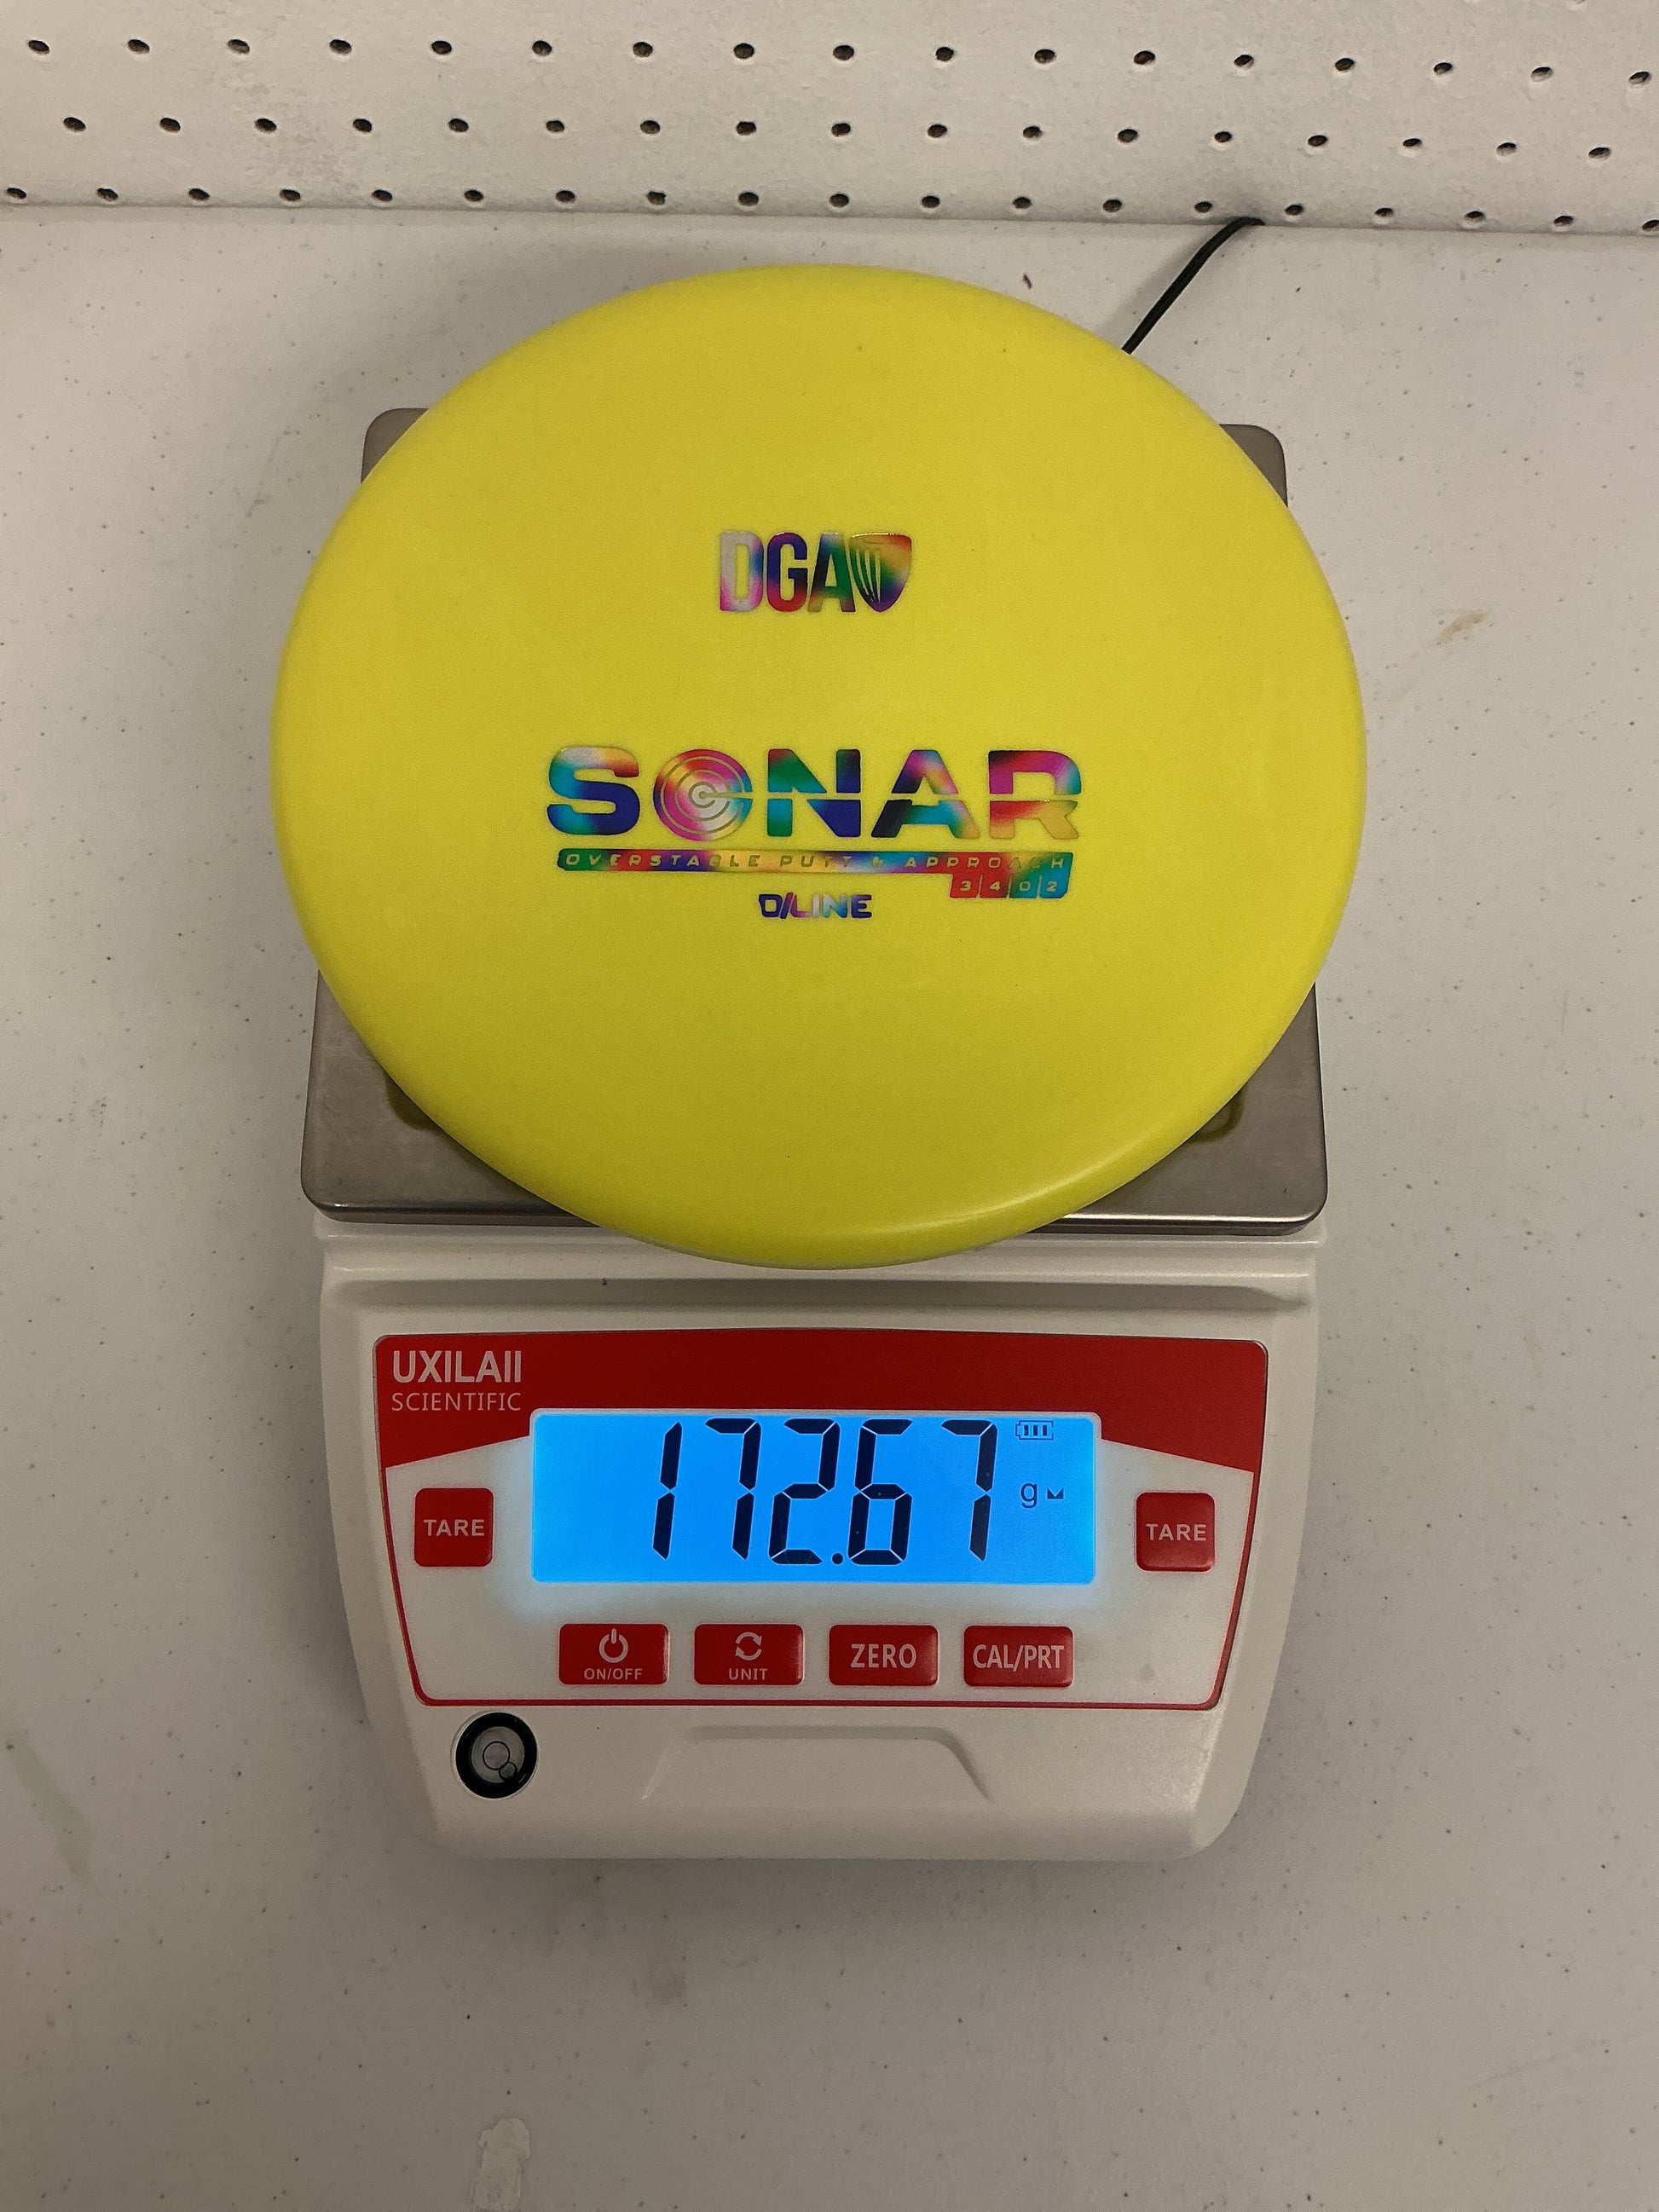 DGA
SONAR
OVERSTABLE PUTT & APPROACH
3|4|0|2
D/LINE
UXILAII
SCIENTIFIC
172.67 g
TARE
TARE
ON/OFF
UNIT
ZERO
CAL/PRT